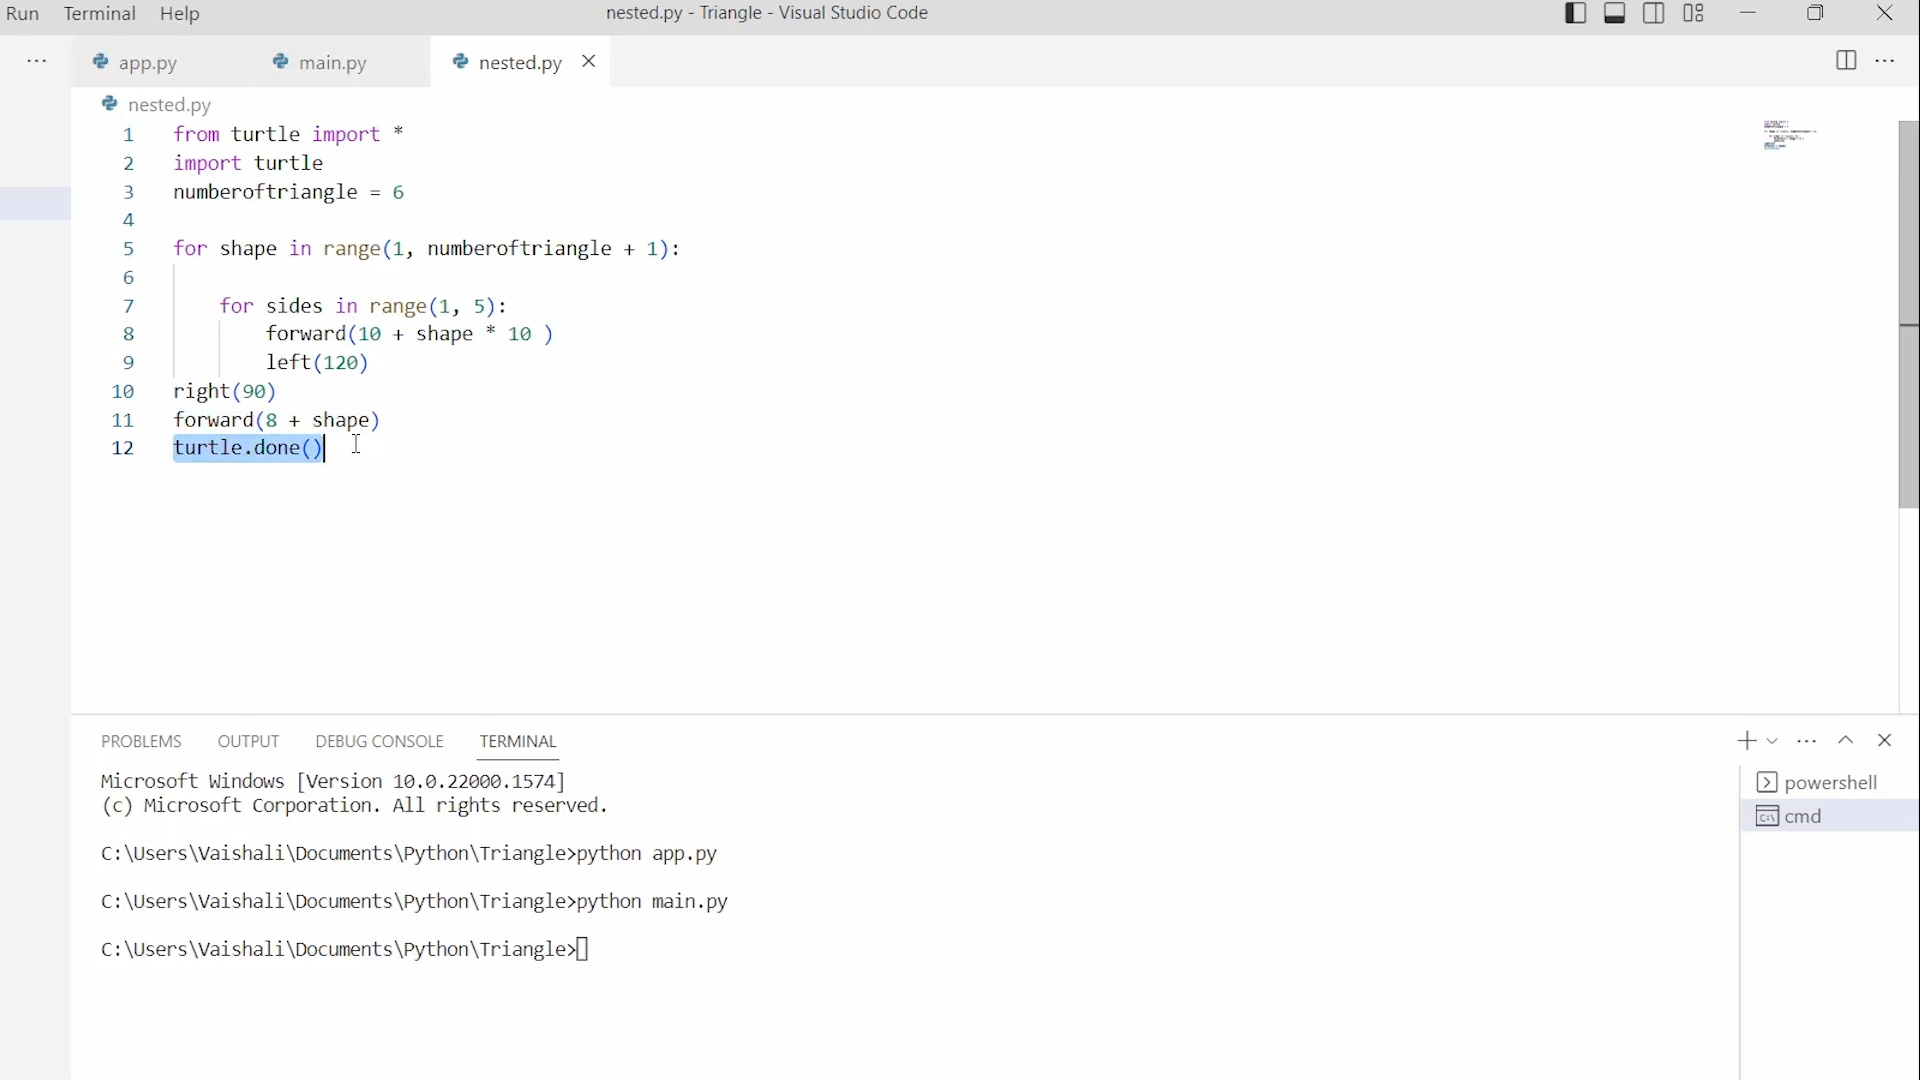 Run Terminal Help nested.py - Triangle - Visual Studio Code
app.py main.py nested.py
nested.py
1 from turtle import *
2 import turtle
3 numberoftriangle = 6
4
5 for shape in range(1, numberoftriangle + 1):
6
7 for sides in range(1, 5):
8 forward(10 + shape * 10 )
9 left(120)
10 right(90)
11 forward(8 + shape)
12 turtle.done()
PROBLEMS OUTPUT DEBUG CONSOLE TERMINAL
Microsoft Windows [Version 10.0.22000.1574]
(c) Microsoft Corporation. All rights reserved.
C:\Users\Vaishali\Documents\Python\Triangle>python app.py
C:\Users\Vaishali\Documents\Python\Triangle>python main.py
C:\Users\Vaishali\Documents\Python\Triangle>
powershell
cmd